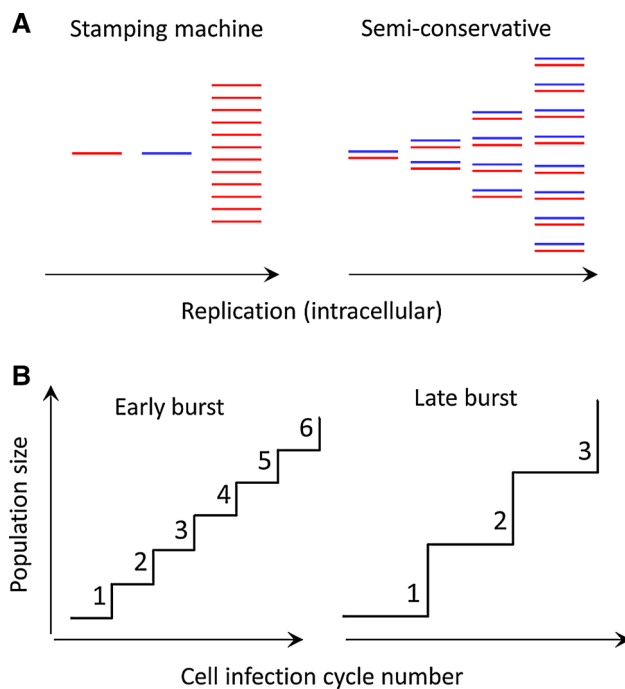 A
Stamping machine
Semi-conservative
Replication (intracellular)
B
Early burst
Late burst
Population size
1
2
3
4
5
6
1
2
3
Cell infection cycle number